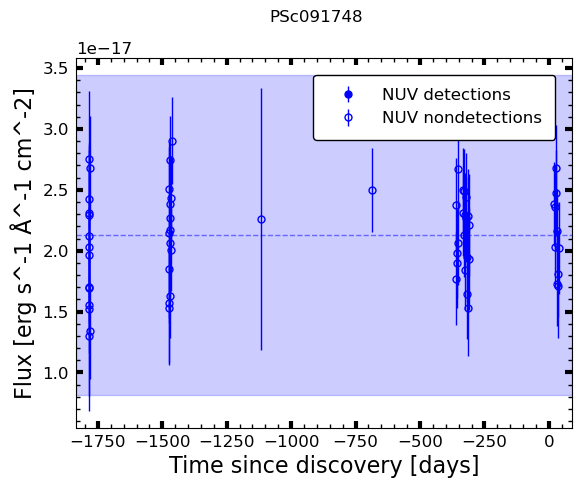 PSc091748
1e−17
3.5
3.0
2.5
2.0
1.5
1.0
Flux [erg s^-1 Å^-1 cm^-2]
NUV detections
NUV nondetections
−1750 −1500 −1250 −1000 −750 −500 −250 0
Time since discovery [days]